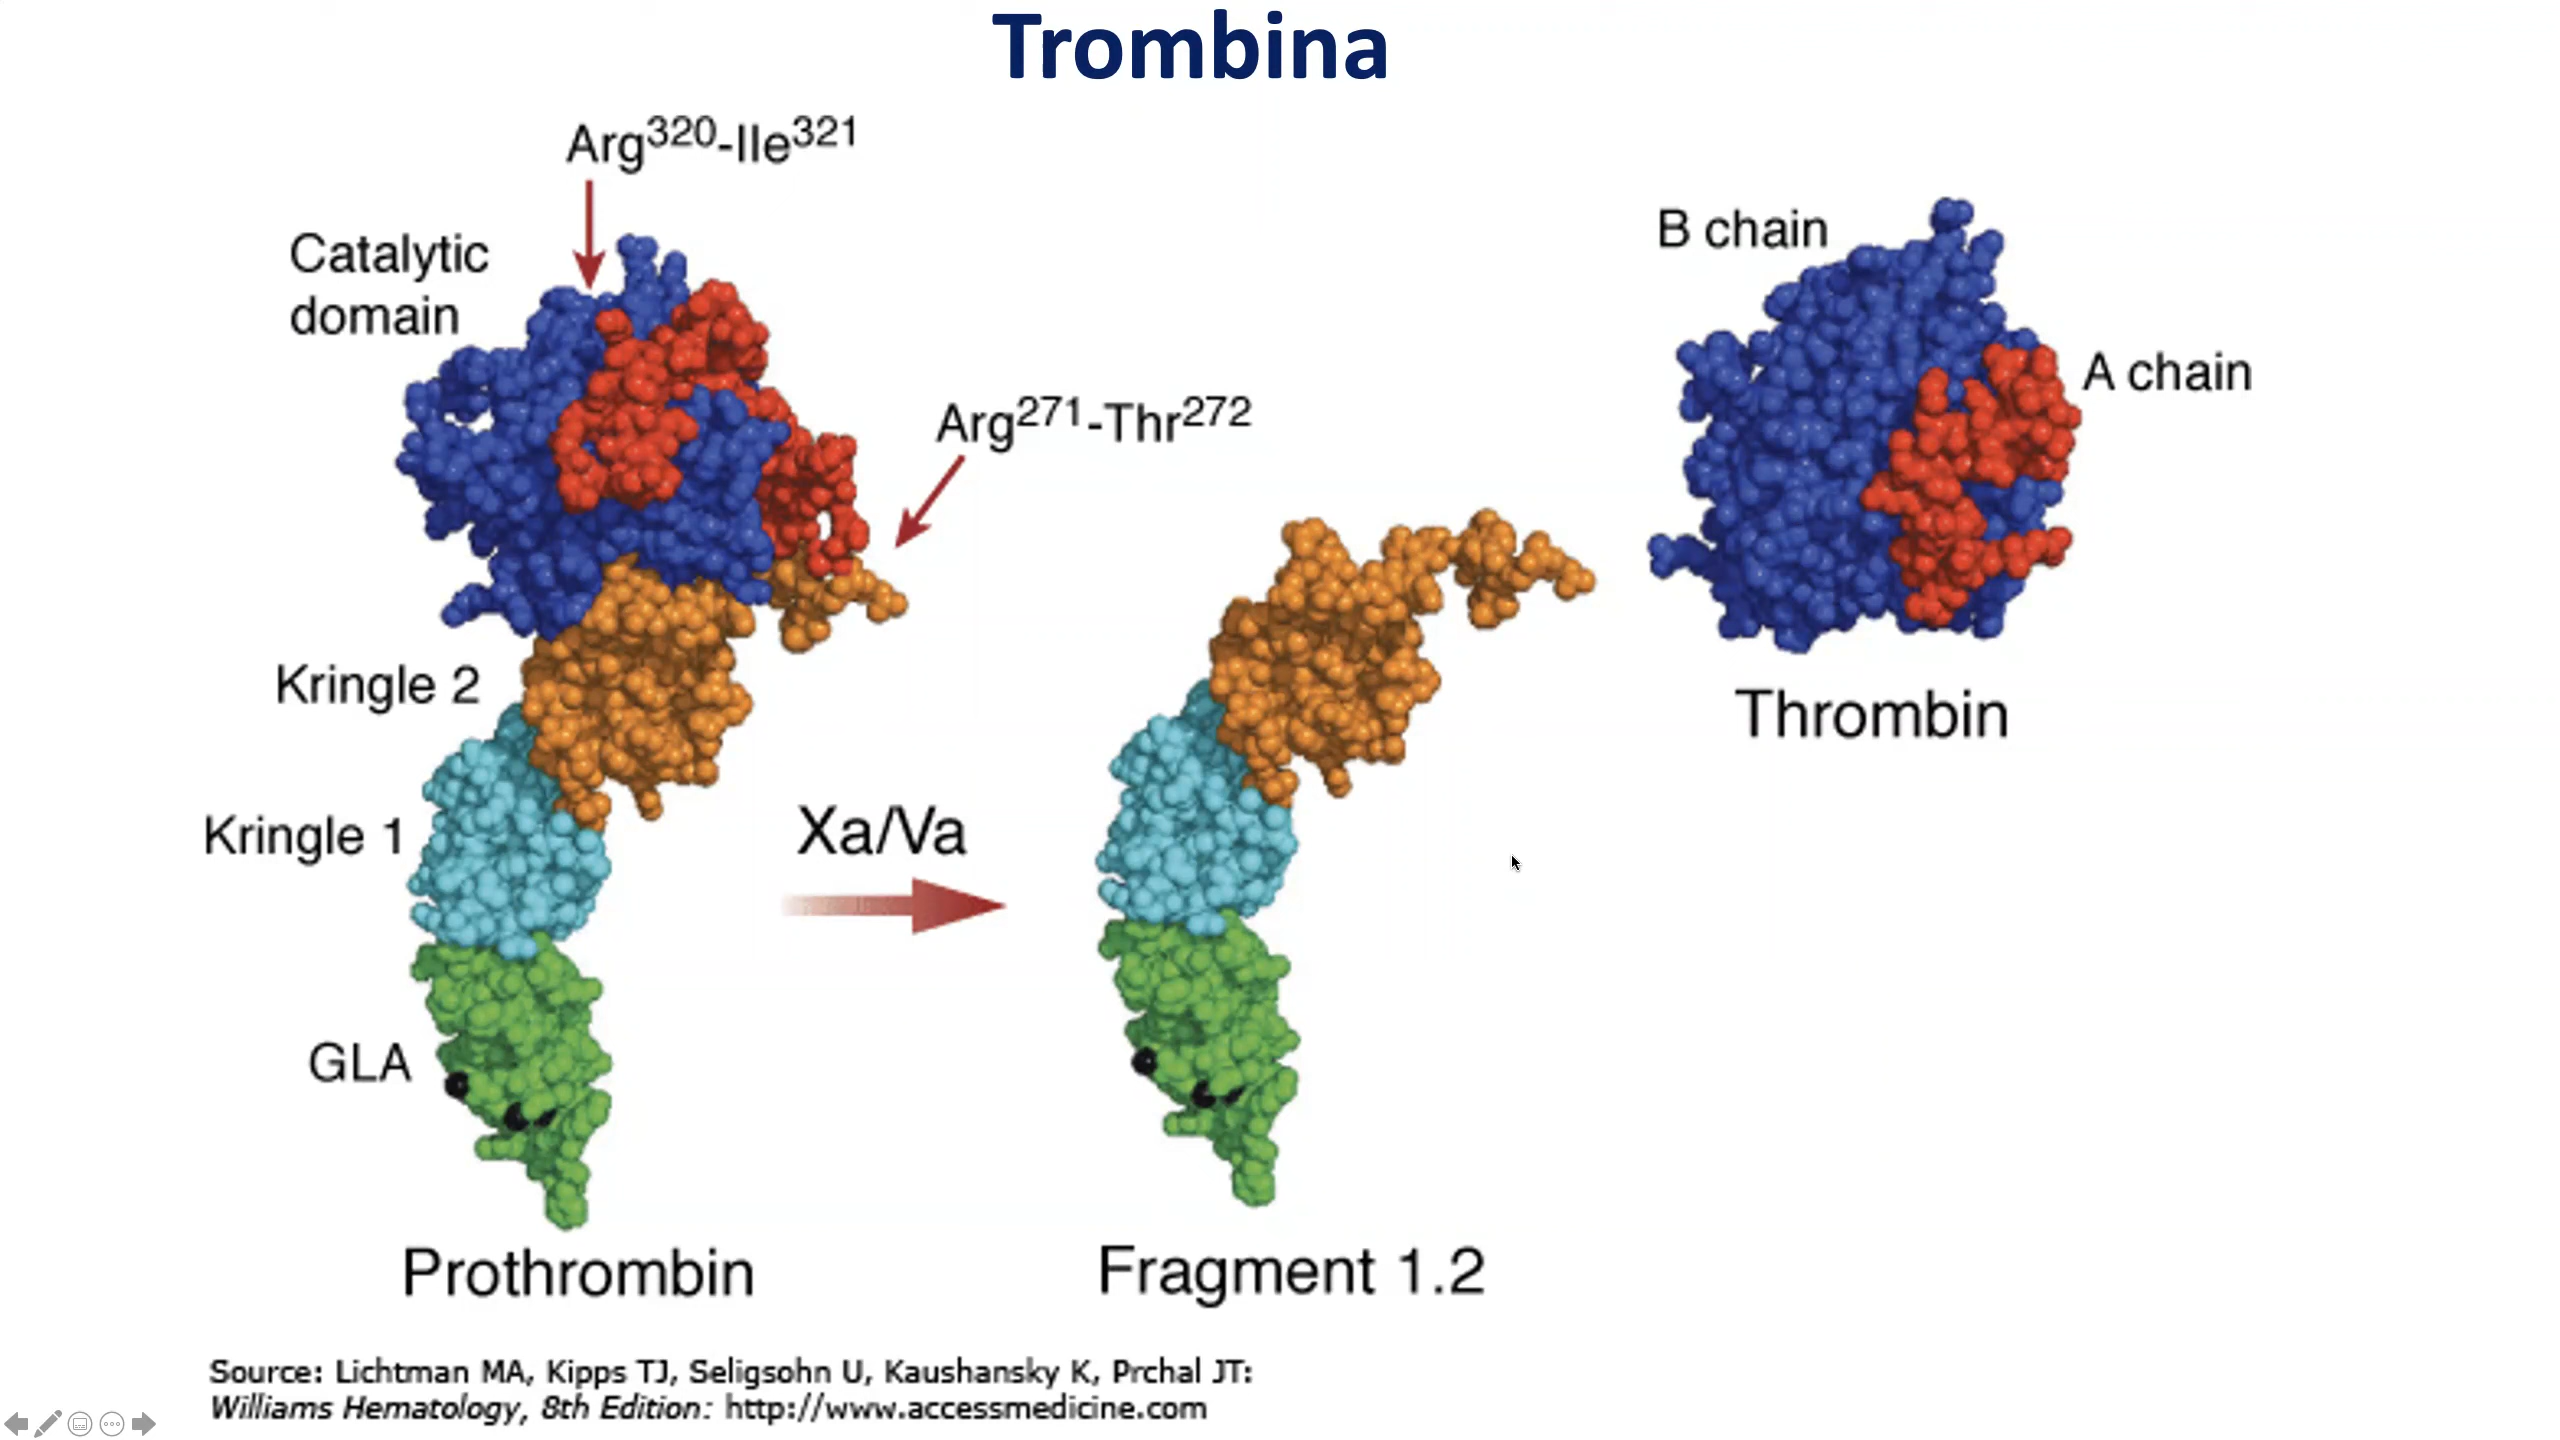 Trombina
Arg³²⁰-Ile³²¹
Catalytic
domain
Arg²⁷¹-Thr²⁷²
B chain
A chain
Kringle 2
Thrombin
Kringle 1
Xa/Va
GLA
Prothrombin
Fragment 1.2
Source: Lichtman MA, Kipps TJ, Seligsohn U, Kaushansky K, Prchal JT:
Williams Hematology, 8th Edition: http://www.accessmedicine.com